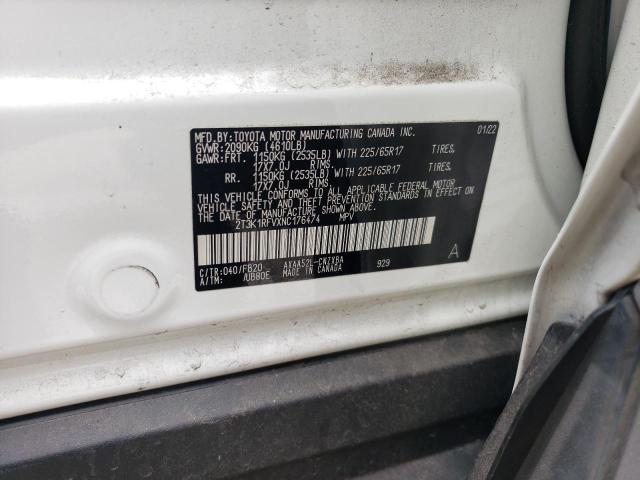 MFD.BY:TOYOTA MOTOR MANUFACTURING CANADA INC. 01/22
GVWR:2090KG (4610LB)
GAWR:FRT. 1150KG (2535LB) WITH 225/65R17 TIRES,
17X7.0J RIMS,
RR. 1150KG (2535LB) WITH 225/65R17 TIRES,
17X7.0J RIMS,
THIS VEHICLE CONFORMS TO ALL APPLICABLE FEDERAL MOTOR
VEHICLE SAFETY AND THEFT PREVENTION STANDARDS IN
EFFECT ON THE DATE OF MANUFACTURE SHOWN ABOVE.
2T3K1RFVXNC176474 MPV
C/TR:040/FB20 AXAA52L-CNZXBA 929 A
A/TM: /UB80E MADE IN CANADA